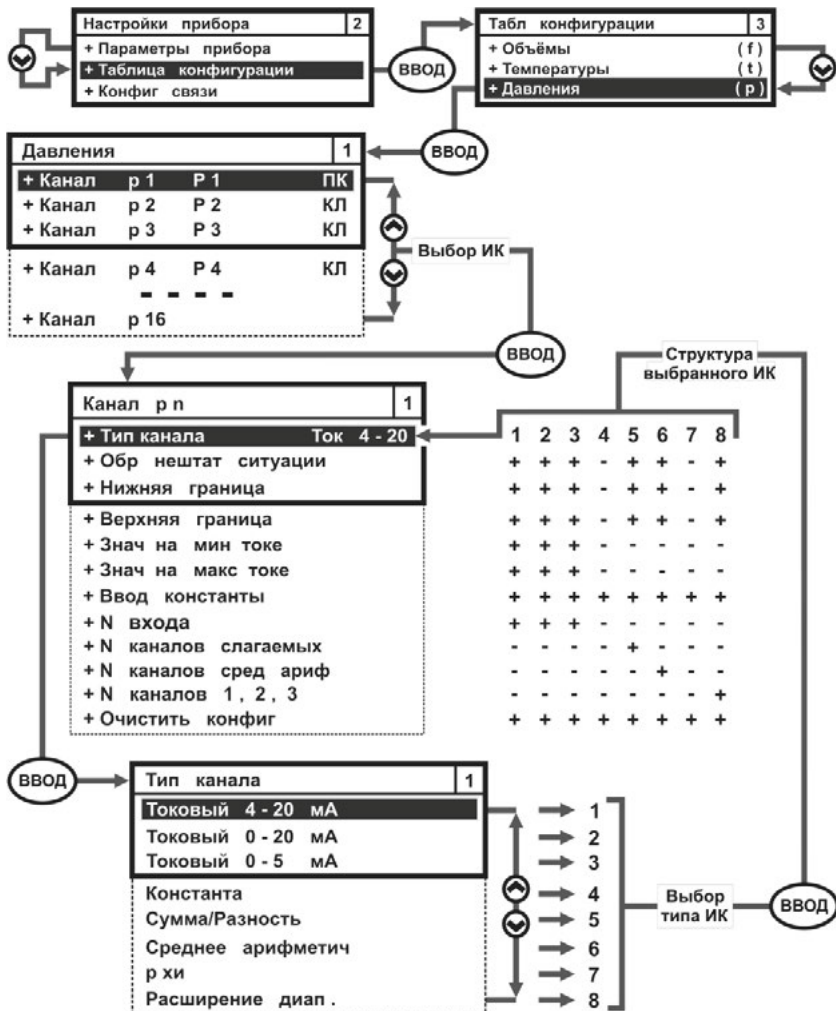 Настройки прибора 2
+ Параметры прибора
+ Таблица конфигурации
+ Конфиг связи
ВВОД
Табл конфигурации 3
+ Объёмы ( f )
+ Температуры ( t )
+ Давления ( p )
ВВОД
Давления 1
+ Канал p 1 P 1 ПК
+ Канал p 2 P 2 КЛ
+ Канал p 3 P 3 КЛ
+ Канал p 4 P 4 КЛ
- - - -
+ Канал p 16
Выбор ИК
ВВОД
Структура
выбранного ИК
Канал p n 1
+ Тип канала Ток 4 - 20 1 2 3 4 5 6 7 8
+ Обр нештат ситуации + + + - + + - +
+ Нижняя граница + + + - + + - +
+ Верхняя граница + + + - + + - +
+ Знач на мин токе + + + - - - - -
+ Знач на макс токе + + + - - - - -
+ Ввод константы + + + + + + + +
+ N входа + + + - - - - -
+ N каналов слагаемых - - - - + - - -
+ N каналов сред ариф - - - - - + - -
+ N каналов 1 , 2 , 3 - - - - - - - +
+ Очистить конфиг + + + + + + + +
ВВОД
Тип канала 1
Токовый 4 - 20 мА 1
Токовый 0 - 20 мА 2
Токовый 0 - 5 мА 3
Константа 4
Сумма/Разность 5
Среднее арифметич 6
р хи 7
Расширение диап . 8
Выбор
типа ИК
ВВОД